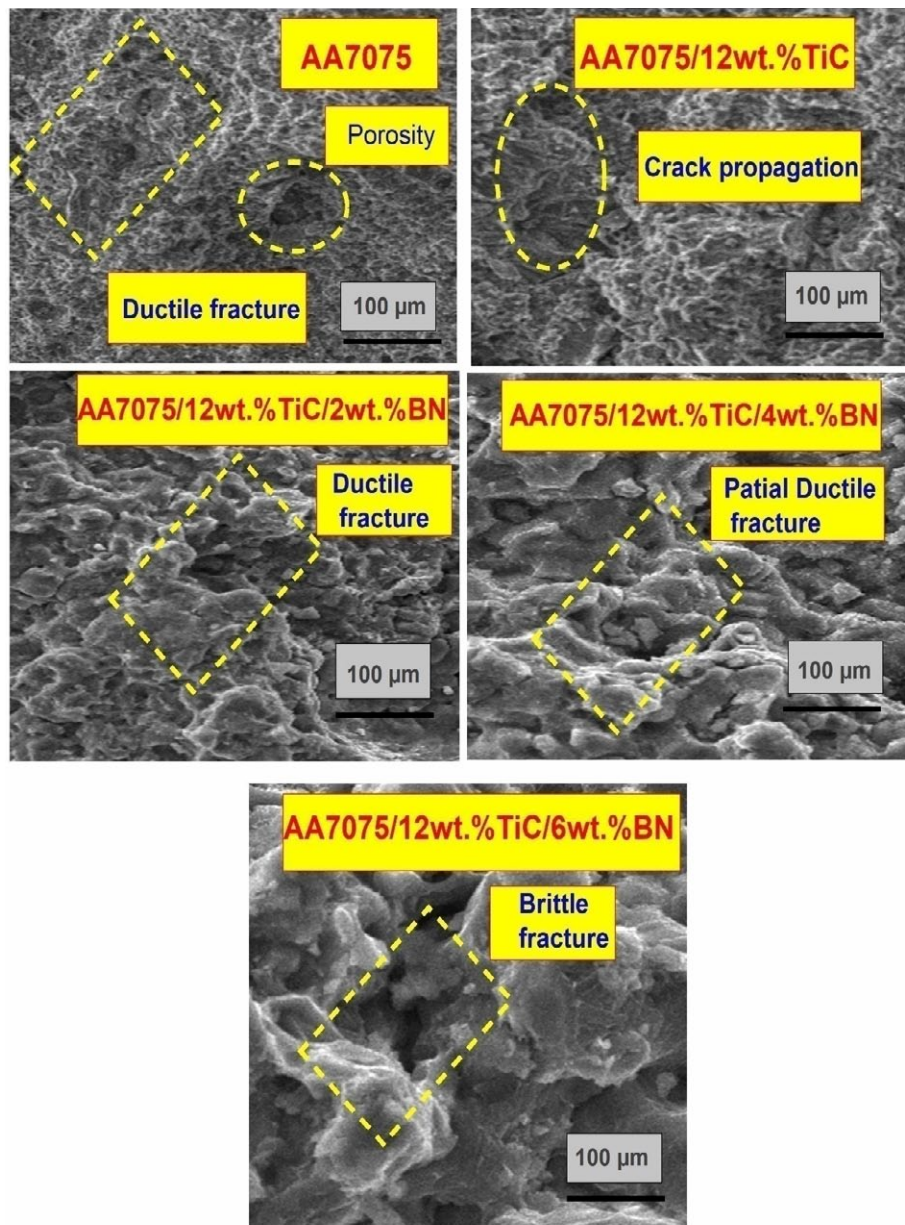 AA7075
Porosity
Ductile fracture
100 µm
AA7075/12wt.%TiC
Crack propagation
100 µm
AA7075/12wt.%TiC/2wt.%BN
Ductile
fracture
100 µm
AA7075/12wt.%TiC/4wt.%BN
Patial Ductile
fracture
100 µm
AA7075/12wt.%TiC/6wt.%BN
Brittle
fracture
100 µm